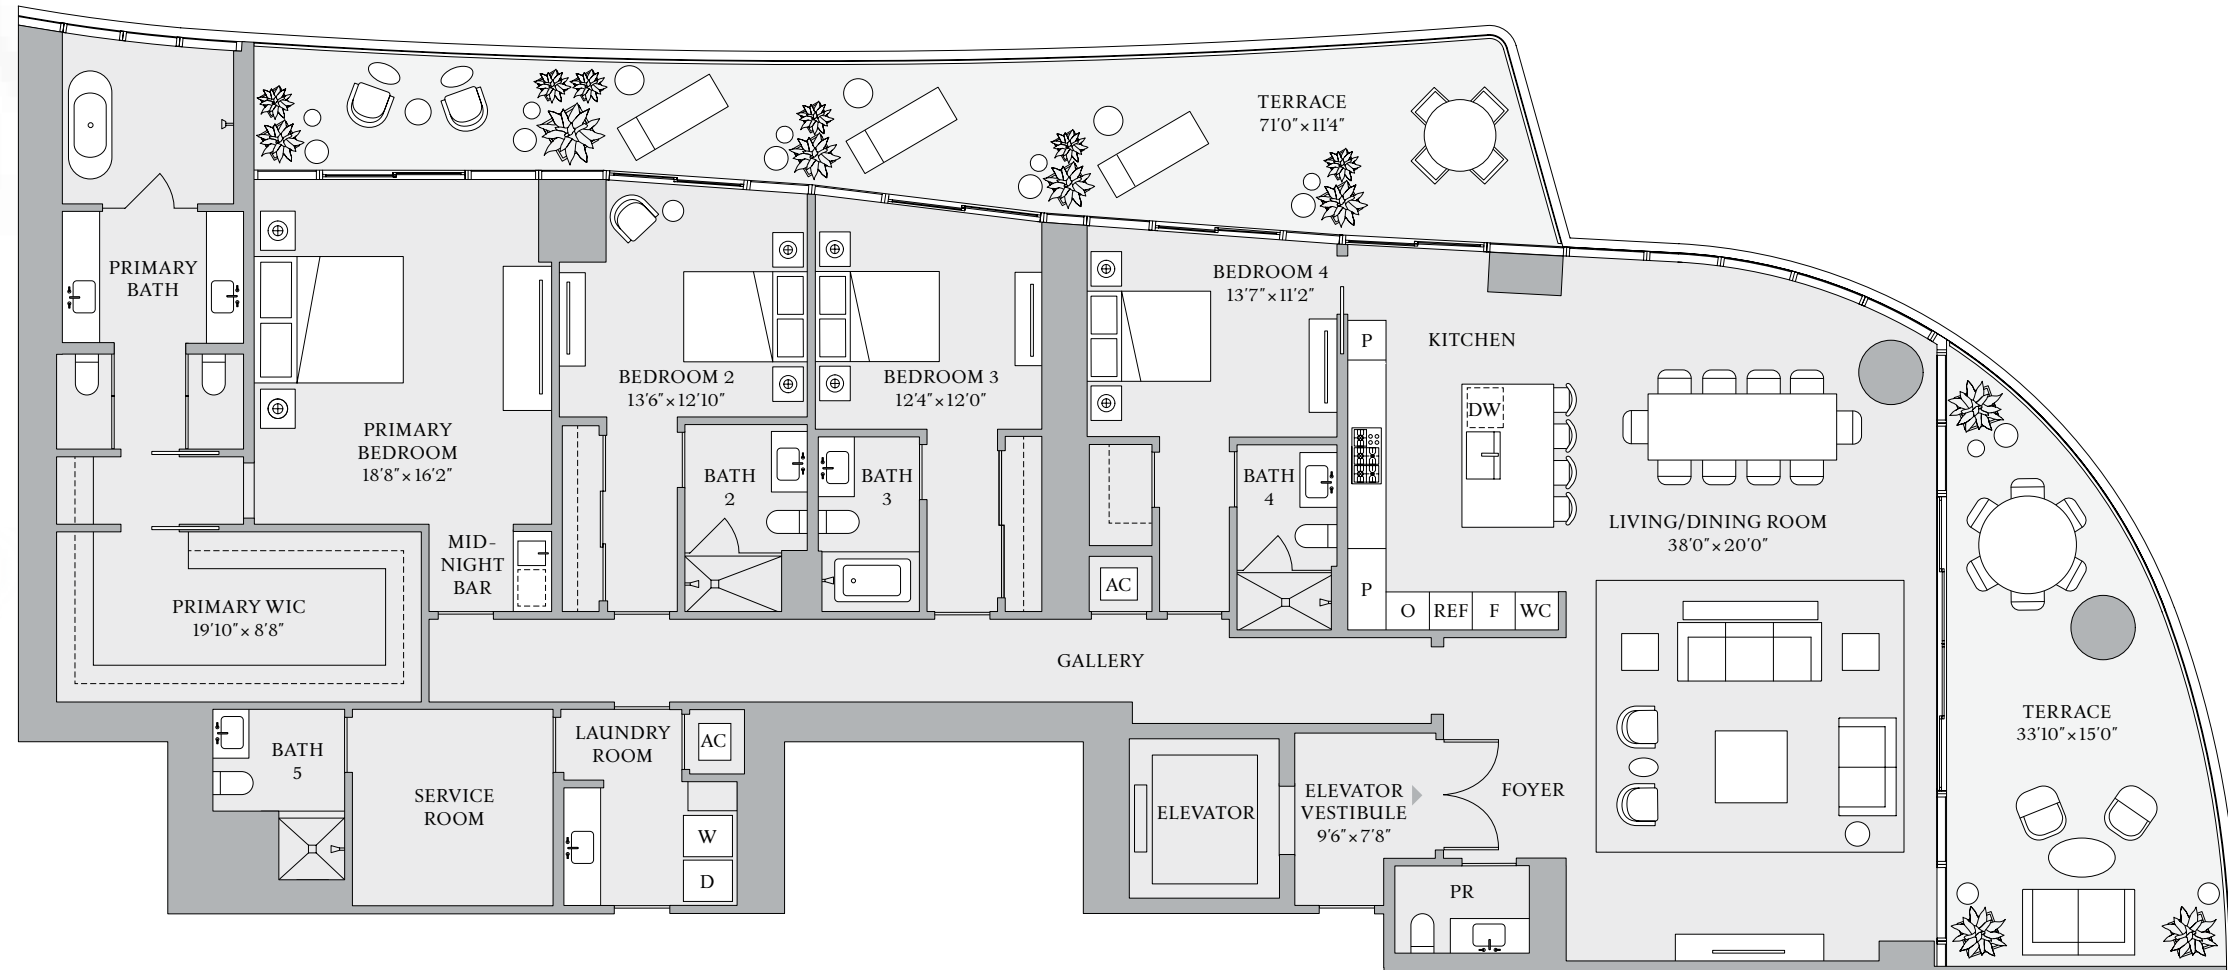 TERRACE
71'0"×11'4"
PRIMARY
BATH
BEDROOM 4
13'7"×11'2"
KITCHEN
P
BEDROOM 2
13'6"×12'10"
BEDROOM 3
12'4"×12'0"
DW
PRIMARY
BEDROOM
18'8"×16'2"
BATH
2
BATH
3
BATH
4
LIVING/DINING ROOM
38'0"×20'0"
MID-
NIGHT
BAR
AC
P
O
REF
F
WC
PRIMARY WIC
19'10"×8'8"
GALLERY
TERRACE
33'10"×15'0"
LAUNDRY
ROOM
AC
BATH
5
SERVICE
ROOM
ELEVATOR
ELEVATOR
VESTIBULE
9'6"×7'8"
FOYER
W
D
PR